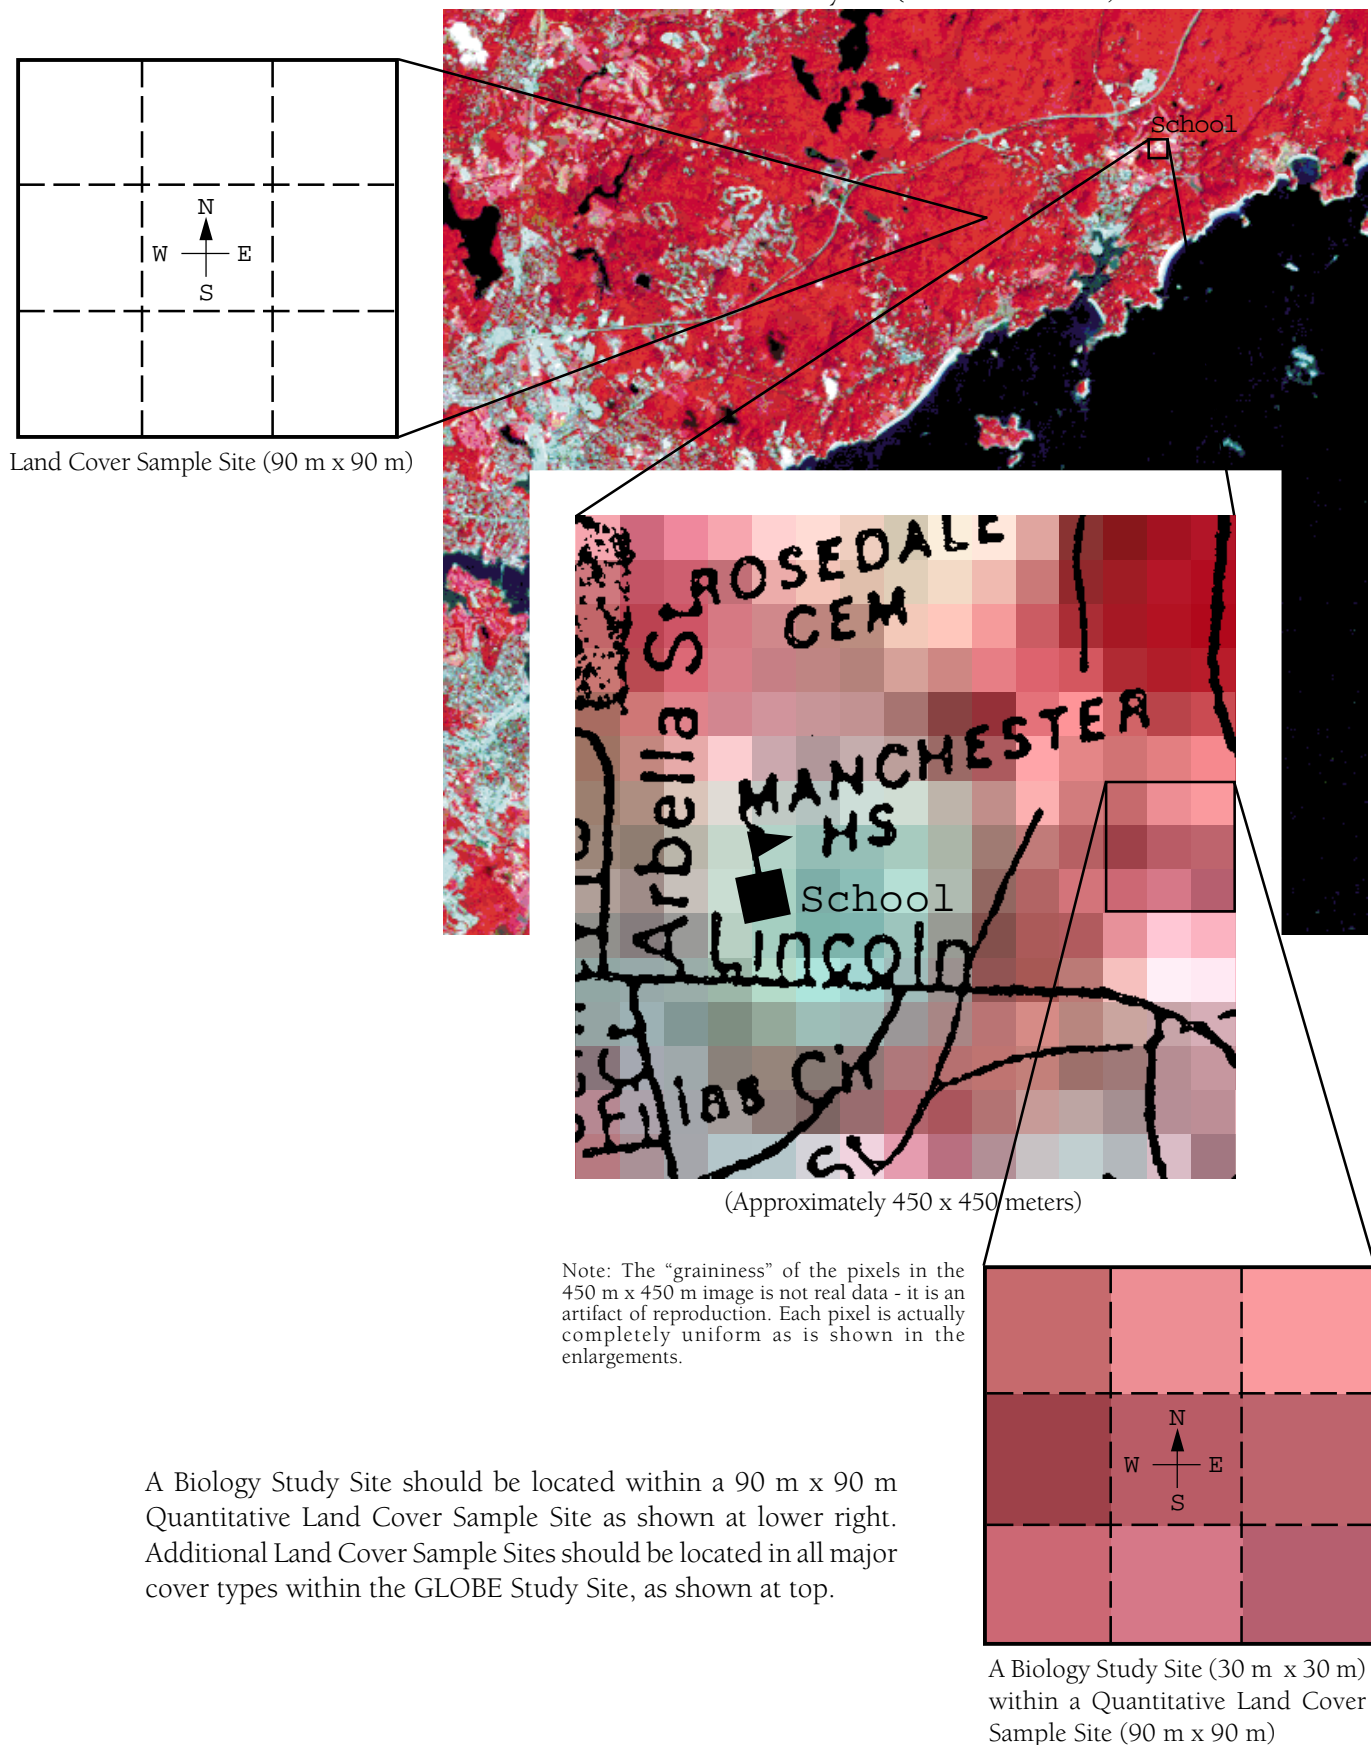 School
N
W E
S
Land Cover Sample Site (90 m x 90 m)
ROSEDALE
CEM
Arbella St
MANCHESTER
HS
School
Lincoln
Cir
St
(Approximately 450 x 450 meters)
Note: The “graininess” of the pixels in the
450 m x 450 m image is not real data - it is an
artifact of reproduction. Each pixel is actually
completely uniform as is shown in the
enlargements.
N
W E
S
A Biology Study Site should be located within a 90 m x 90 m
Quantitative Land Cover Sample Site as shown at lower right.
Additional Land Cover Sample Sites should be located in all major
cover types within the GLOBE Study Site, as shown at top.
A Biology Study Site (30 m x 30 m)
within a Quantitative Land Cover
Sample Site (90 m x 90 m)